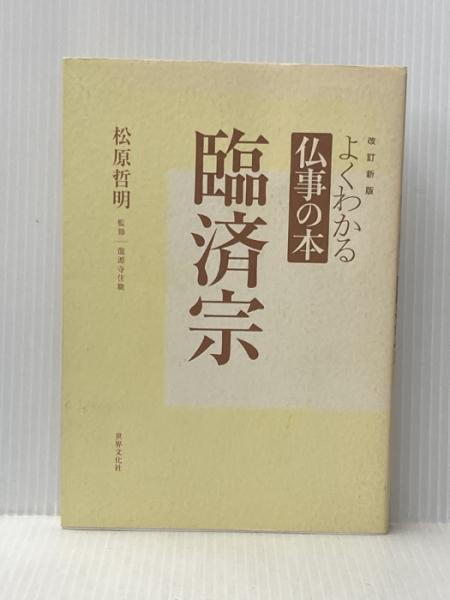 改訂新版
よくわかる
仏事の本
臨済宗
松原哲明
監修｜龍源寺住職
世界文化社